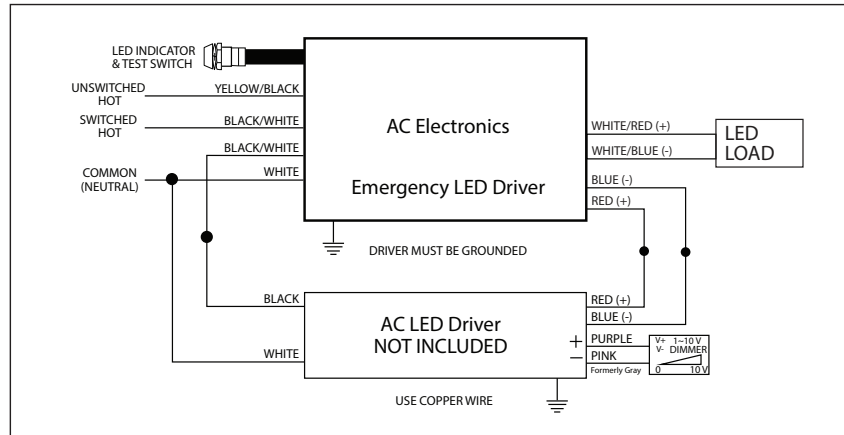 LED INDICATOR
& TEST SWITCH
UNSWITCHED
HOT
YELLOW/BLACK
SWITCHED
HOT
BLACK/WHITE
BLACK/WHITE
COMMON
(NEUTRAL)
WHITE
AC Electronics
Emergency LED Driver
WHITE/RED (+)
WHITE/BLUE (-)
LED
LOAD
BLUE (-)
RED (+)
DRIVER MUST BE GROUNDED
BLACK
WHITE
AC LED Driver
NOT INCLUDED
RED (+)
BLUE (-)
+ PURPLE
− PINK
Formerly Gray
V+ 1~10 V
V- DIMMER
0 10 V
USE COPPER WIRE